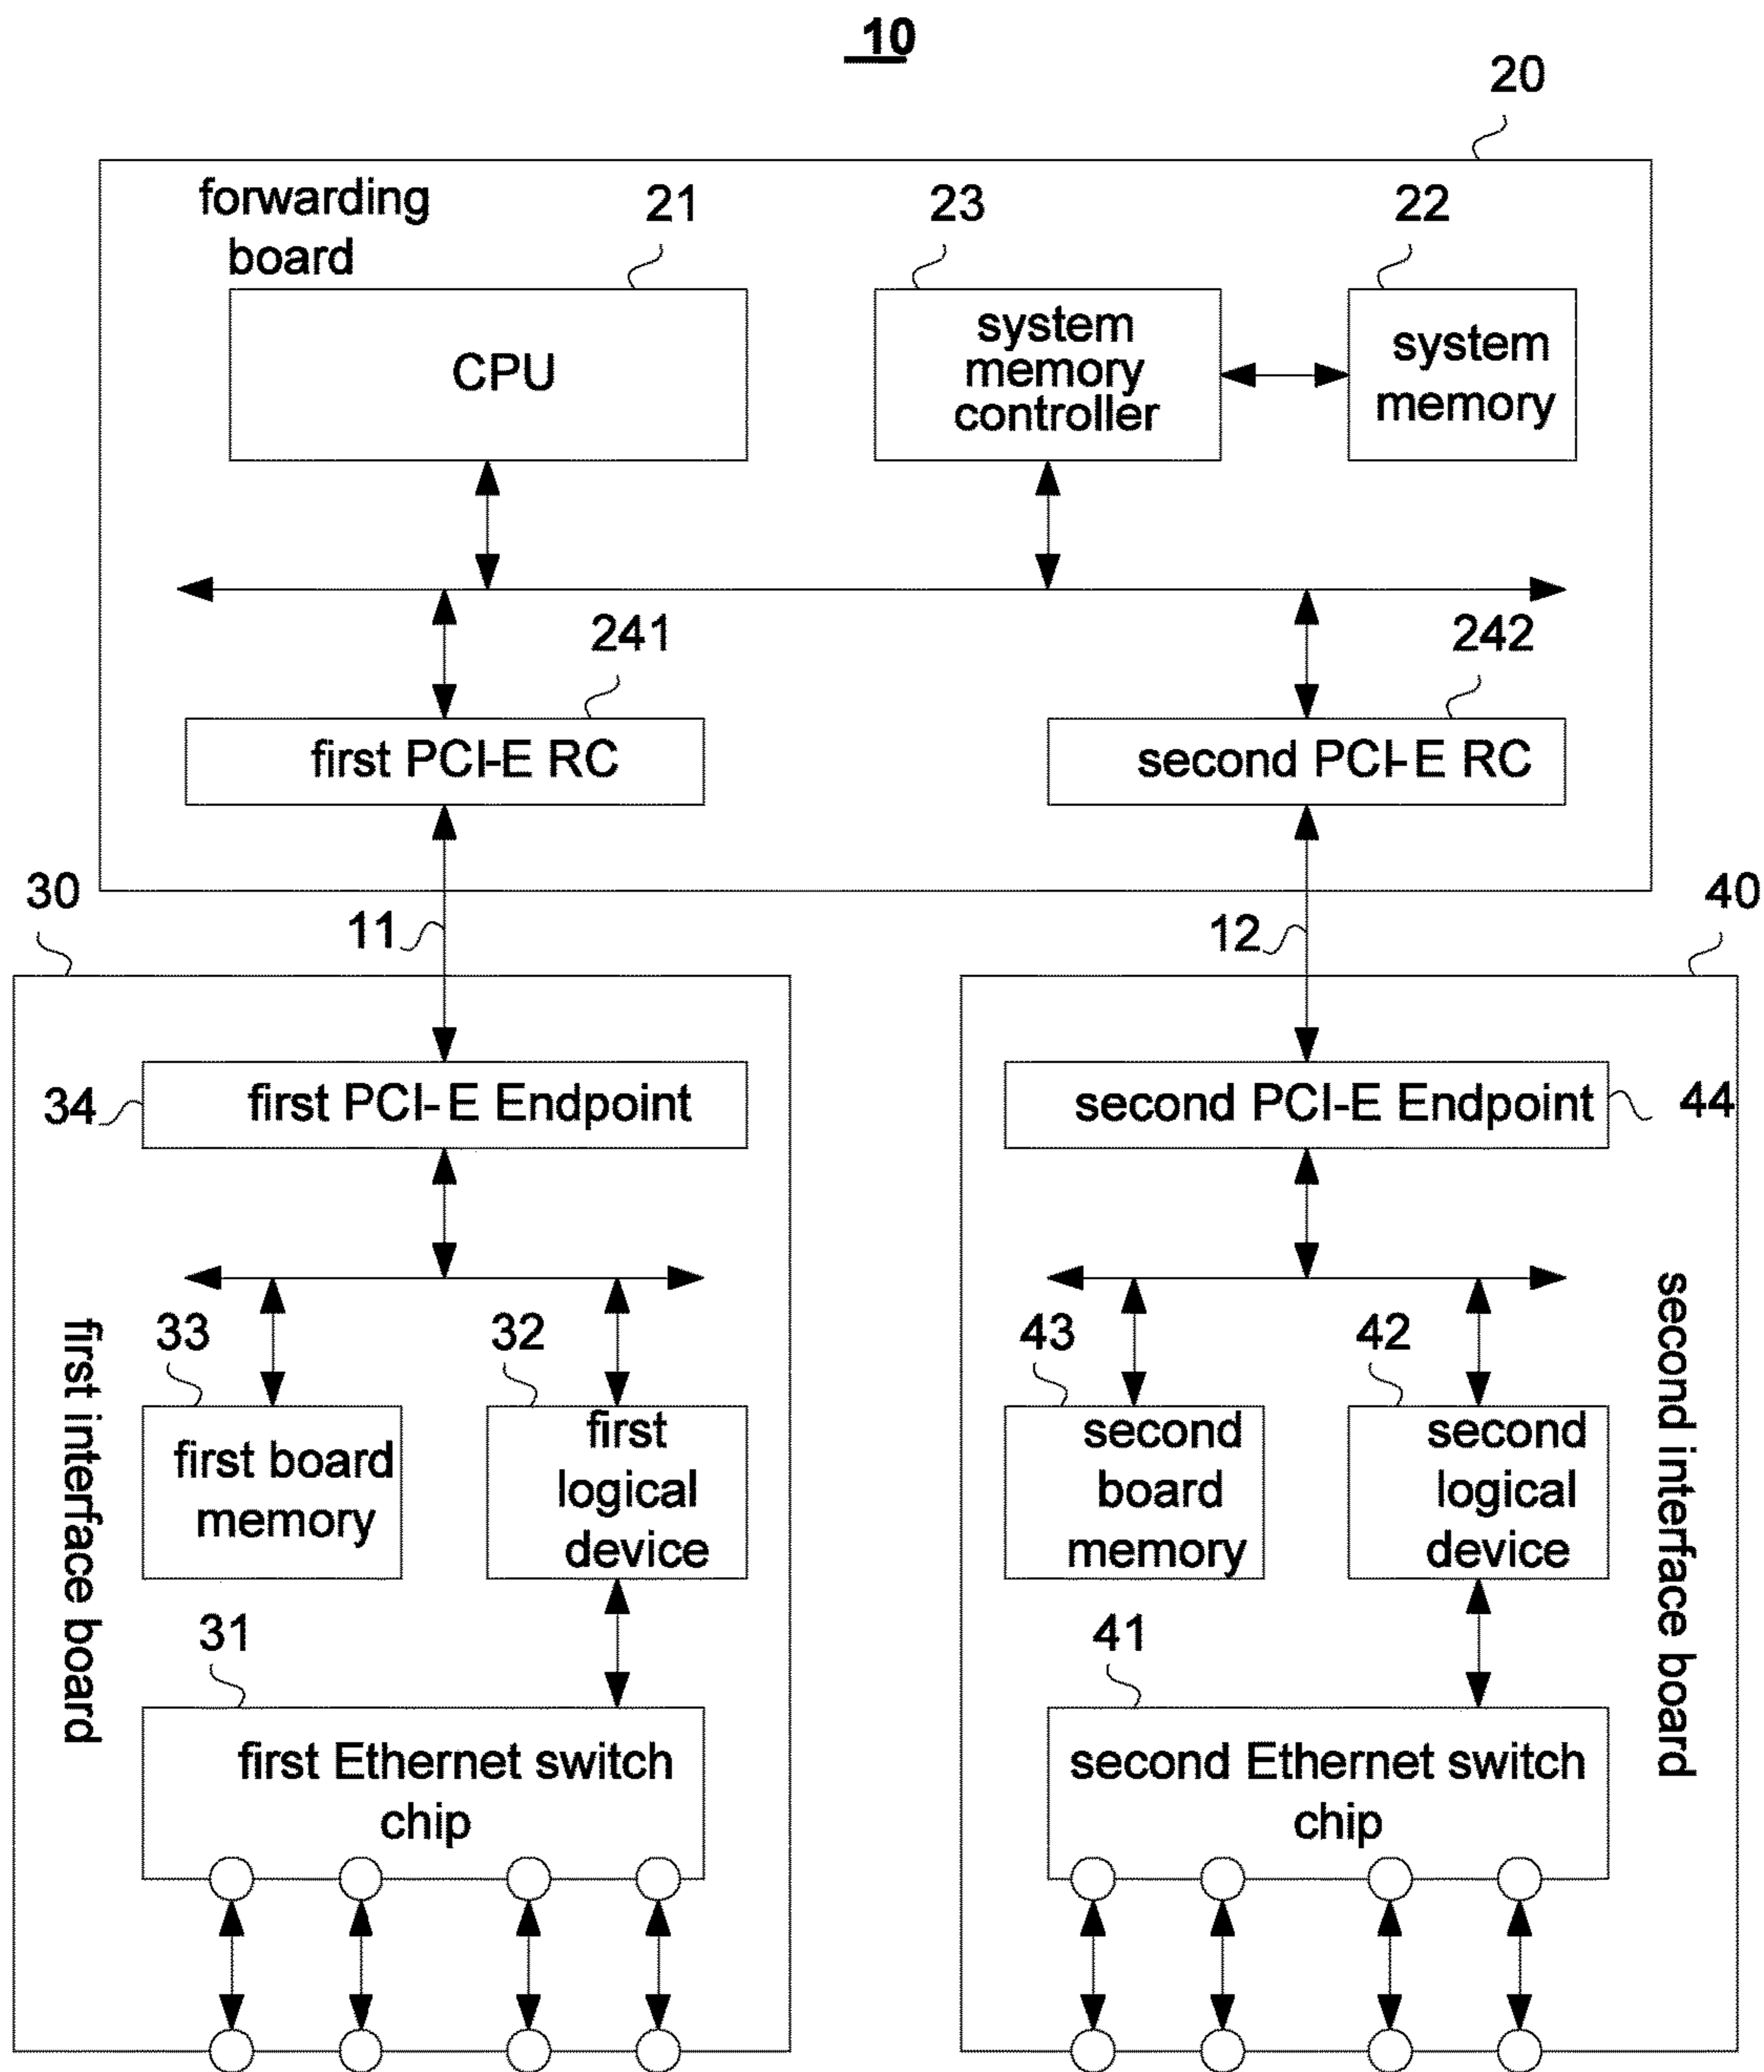 10
20
forwarding
board
21
23
22
CPU
system
memory
controller
system
memory
241
242
first PCI-E RC
second PCI-E RC
30
11
12
40
34
first PCI-E Endpoint
second PCI-E Endpoint
44
33
32
43
42
first board
memory
first
logical
device
second
board
memory
second
logical
device
first interface board
second interface board
31
41
first Ethernet switch
chip
second Ethernet switch
chip